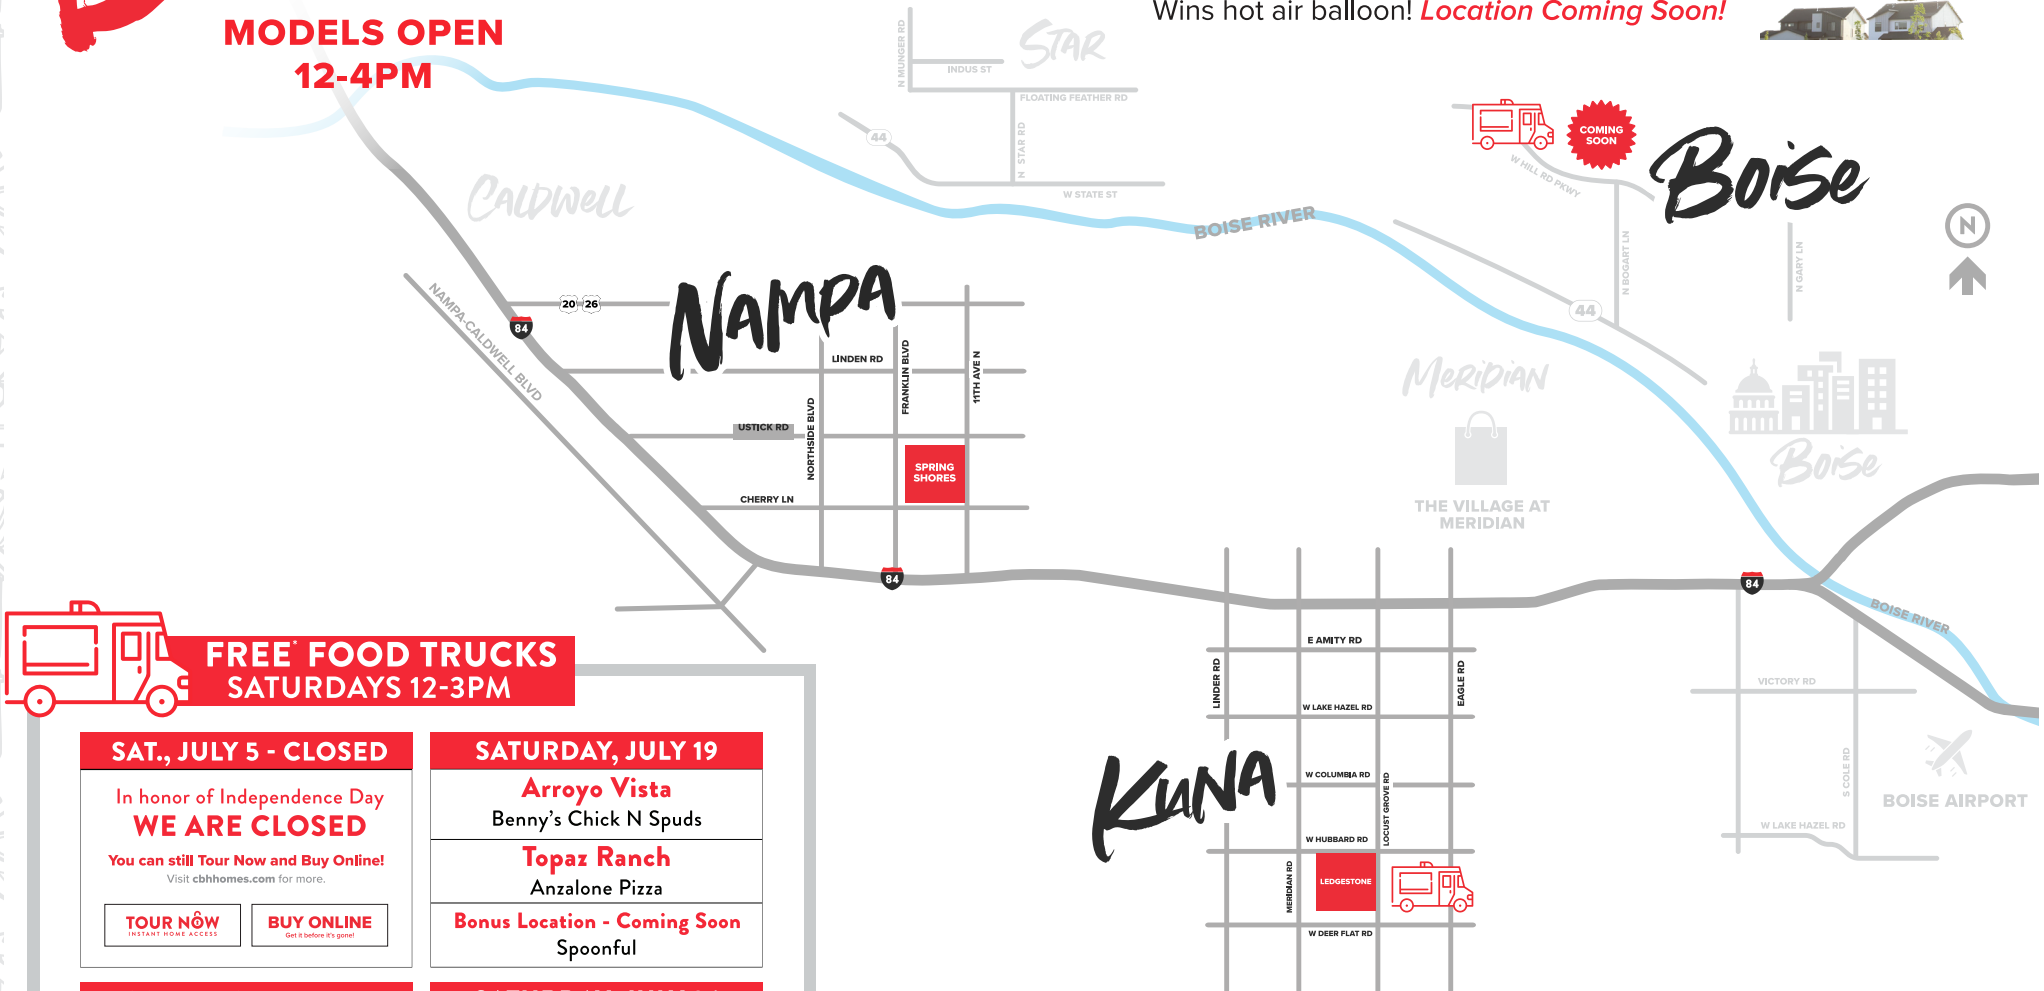 MODELS OPEN
12-4PM
Wins hot air balloon! Location Coming Soon!
N MUNGER RD
INDUS ST
STAR
FLOATING FEATHER RD
44
N STAR RD
W STATE ST
COMING
SOON
W HILL RD PKWY
Boise
N
N BOGART LN
N GARY LN
44
CALDWELL
BOISE RIVER
NAMPA-CALDWELL BLVD
84
20 26
NAMPA
LINDEN RD
FRANKLIN BLVD
11TH AVE N
NORTHSIDE BLVD
USTICK RD
SPRING
SHORES
CHERRY LN
84
MERIDIAN
THE VILLAGE AT
MERIDIAN
Boise
84
BOISE RIVER
E AMITY RD
LINDER RD
EAGLE RD
W LAKE HAZEL RD
KUNA
W COLUMBIA RD
LOCUST GROVE RD
W HUBBARD RD
MERIDIAN RD
LEDGESTONE
W DEER FLAT RD
VICTORY RD
S COLE RD
BOISE AIRPORT
W LAKE HAZEL RD
FREE* FOOD TRUCKS
SATURDAYS 12-3PM
SAT., JULY 5 - CLOSED
In honor of Independence Day
WE ARE CLOSED
You can still Tour Now and Buy Online!
Visit cbhhomes.com for more.
TOUR NOW
INSTANT HOME ACCESS
BUY ONLINE
Get it before it's gone!
SATURDAY, JULY 19
Arroyo Vista
Benny's Chick N Spuds
Topaz Ranch
Anzalone Pizza
Bonus Location - Coming Soon
Spoonful